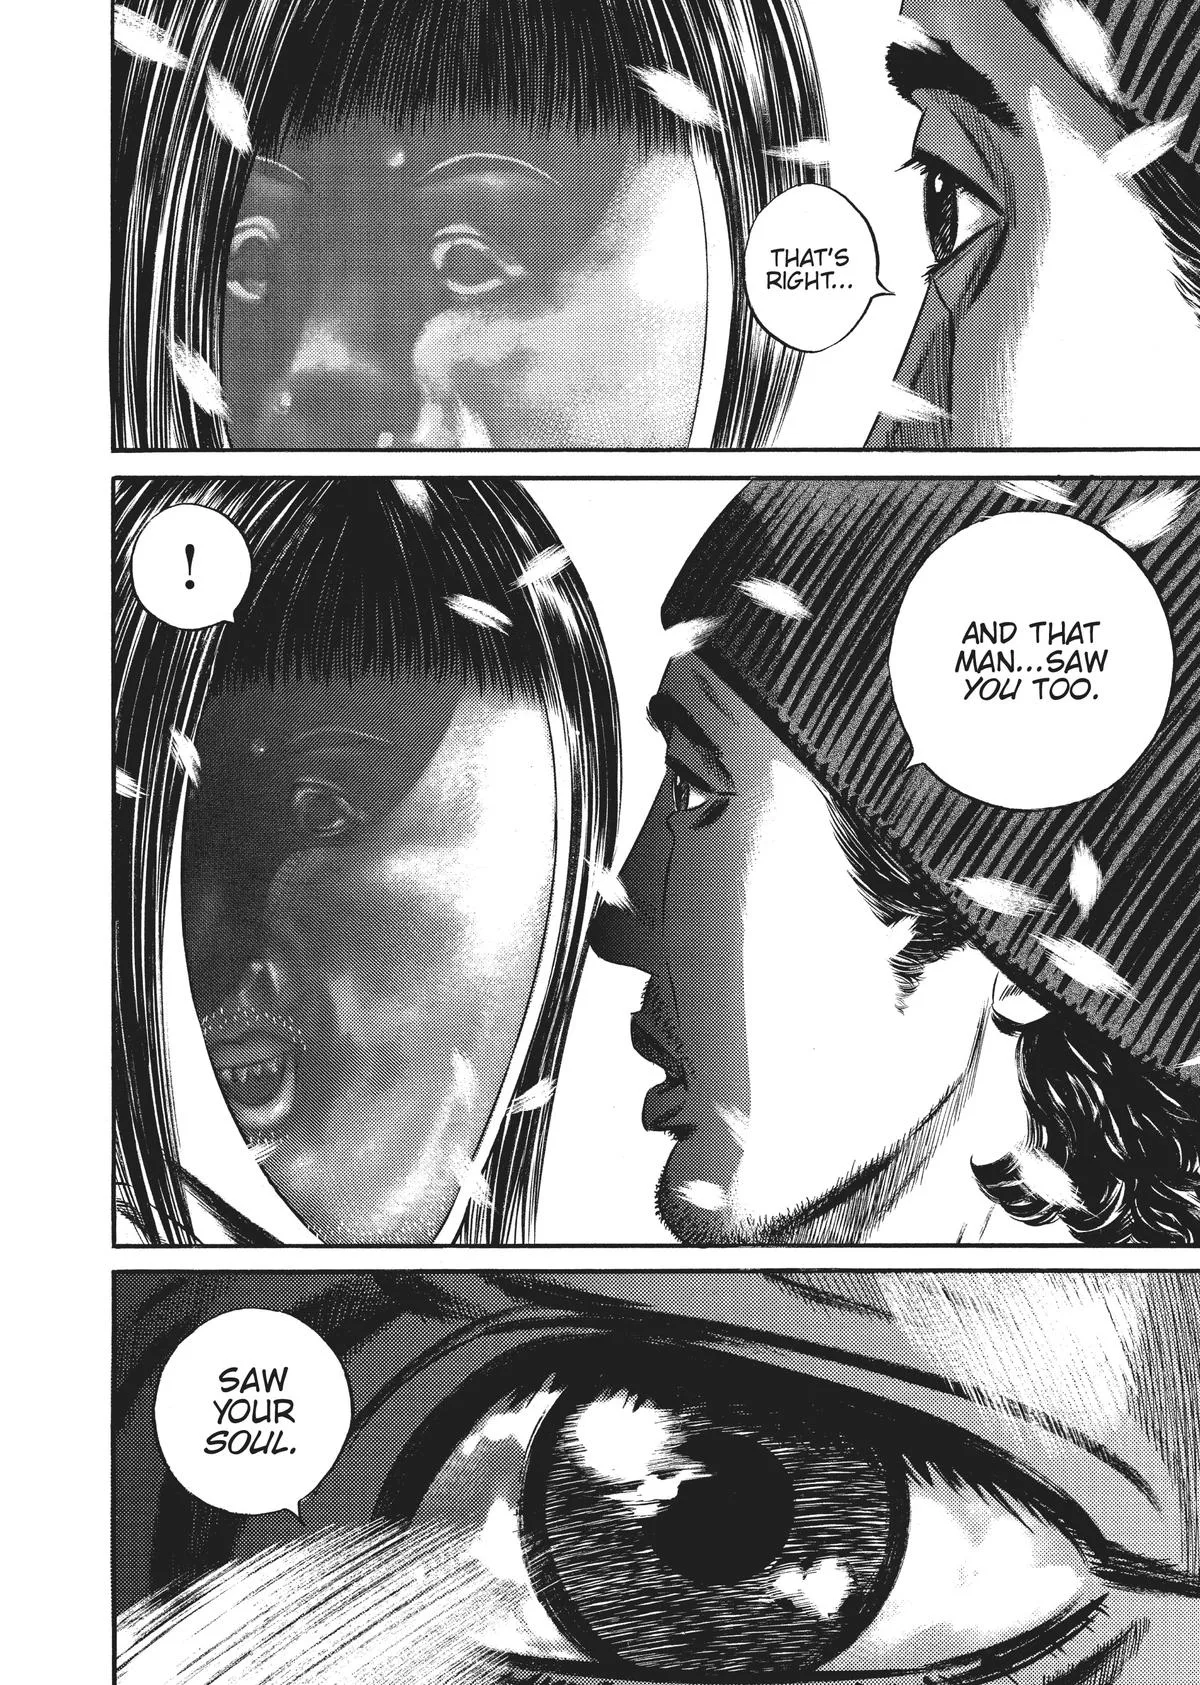 THAT'S
RIGHT...
!
AND THAT
MAN...SAW
YOU TOO.
SAW
YOUR
SOUL.